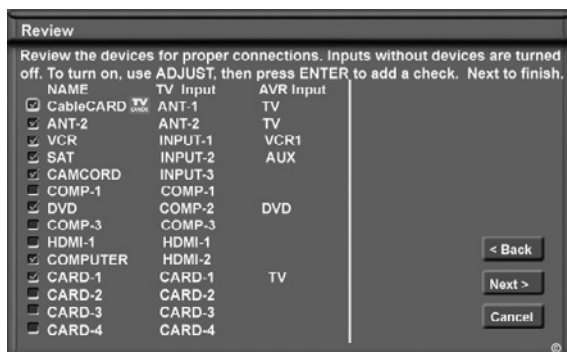 Review
Review the devices for proper connections. Inputs without devices are turned
off. To turn on, use ADJUST, then press ENTER to add a check. Next to finish.
NAME TV Input AVR Input
CableCARD TV GUIDE ANT-1 TV
ANT-2 ANT-2 TV
VCR INPUT-1 VCR1
SAT INPUT-2 AUX
CAMCORD INPUT-3
COMP-1 COMP-1
DVD COMP-2 DVD
COMP-3 COMP-3
HDMI-1 HDMI-1
COMPUTER HDMI-2
CARD-1 CARD-1 TV
CARD-2 CARD-2
CARD-3 CARD-3
CARD-4 CARD-4
< Back
Next >
Cancel
©